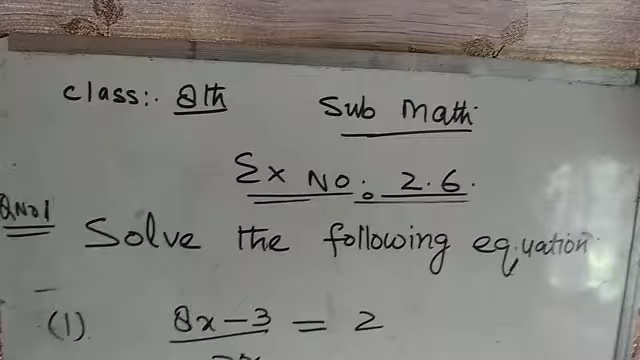 class:. 8th Sub Math.
Ex No: 2.6.
QNo1
Solve the following equation
(1) 8x-3 = 2